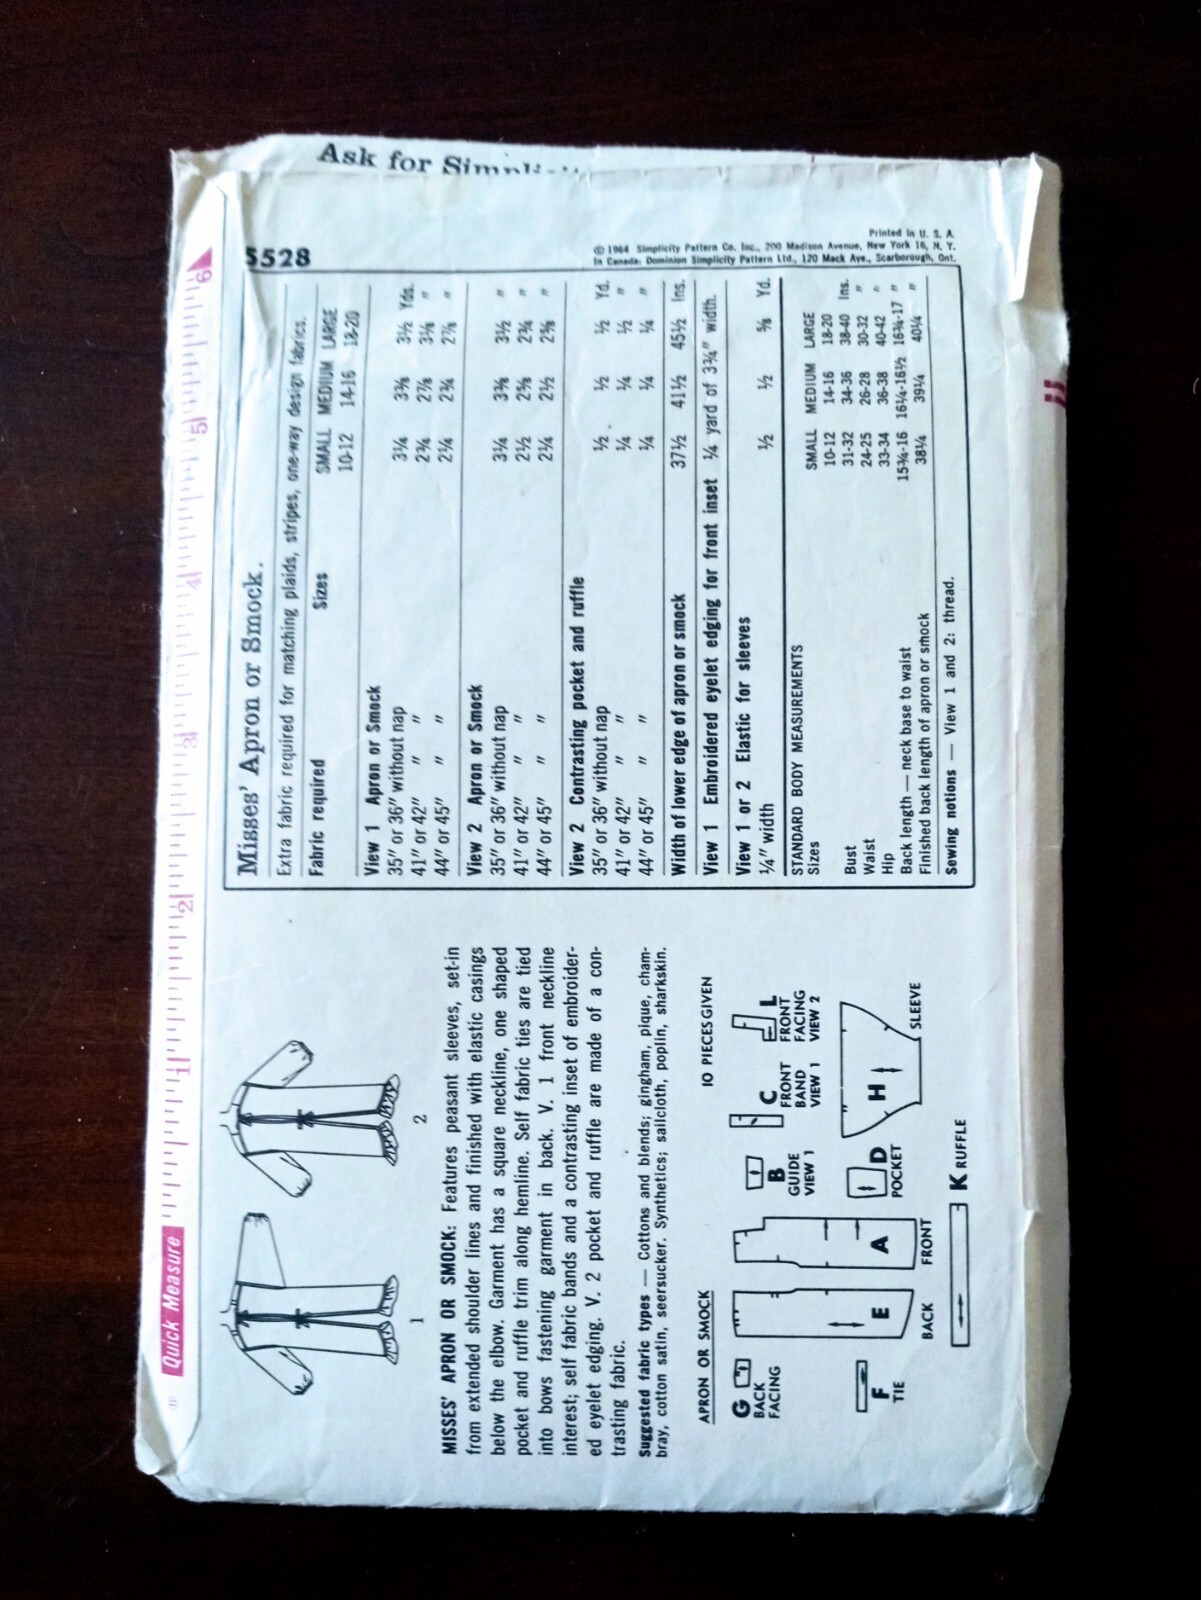 Ask for
5528
© 1964 Simplicity Pattern Co. Inc., 200 Madison Avenue, New York 16, N. Y.
In Canada: Dominion Simplicity Pattern Ltd., 120 Mack Ave., Scarborough, Ont.
Printed in U. S. A.
Quick Measure
1 2 3 4 5 6
1 2
MISSES' APRON OR SMOCK: Features peasant sleeves, set-in
from extended shoulder lines and finished with elastic casings
below the elbow. Garment has a square neckline, one shaped
pocket and ruffle trim along hemline. Self fabric ties are tied
into bows fastening garment in back. V. 1 front neckline
interest; self fabric bands and a contrasting inset of embroider-
ed eyelet edging. V. 2 pocket and ruffle are made of a con-
trasting fabric.
Suggested fabric types — Cottons and blends; gingham, pique, cham-
bray, cotton satin, seersucker. Synthetics; sailcloth, poplin, sharkskin.
APRON OR SMOCK 10 PIECES GIVEN
G BACK FACING
F TIE
E BACK
A FRONT
B GUIDE VIEW 1
C FRONT BAND VIEW 1
L FRONT FACING VIEW 2
D POCKET
H SLEEVE
K RUFFLE
Misses' Apron or Smock.
Extra fabric required for matching plaids, stripes, one-way design fabrics.
Fabric required Sizes SMALL MEDIUM LARGE
10-12 14-16 18-20
View 1 Apron or Smock
35" or 36" without nap 3¼ 3⅜ 3½ Yds.
41" or 42" " " 2¾ 2⅞ 3⅛ "
44" or 45" " " 2¼ 2¾ 2⅞ "
View 2 Apron or Smock
35" or 36" without nap 3¼ 3⅜ 3½ "
41" or 42" " " 2½ 2⅝ 2¾ "
44" or 45" " " 2¼ 2½ 2⅝ "
View 2 Contrasting pocket and ruffle
35" or 36" without nap ½ ½ ½ Yd.
41" or 42" " " ¼ ¼ ½ "
44" or 45" " " ¼ ¼ ¼ "
Width of lower edge of apron or smock 37½ 41½ 45½ Ins.
View 1 Embroidered eyelet edging for front inset ¼ yard of 3¾" width.
View 1 or 2 Elastic for sleeves
¼" width ½ ½ ⅝ Yd.
STANDARD BODY MEASUREMENTS SMALL MEDIUM LARGE
Sizes 10-12 14-16 18-20
Bust 31-32 34-36 38-40 Ins.
Waist 24-25 26-28 30-32 "
Hip 33-34 36-38 40-42 "
Back length — neck base to waist 15¾-16 16¼-16½ 16¾-17 "
Finished back length of apron or smock 38¼ 39¼ 40¼ "
Sewing notions — View 1 and 2: thread.